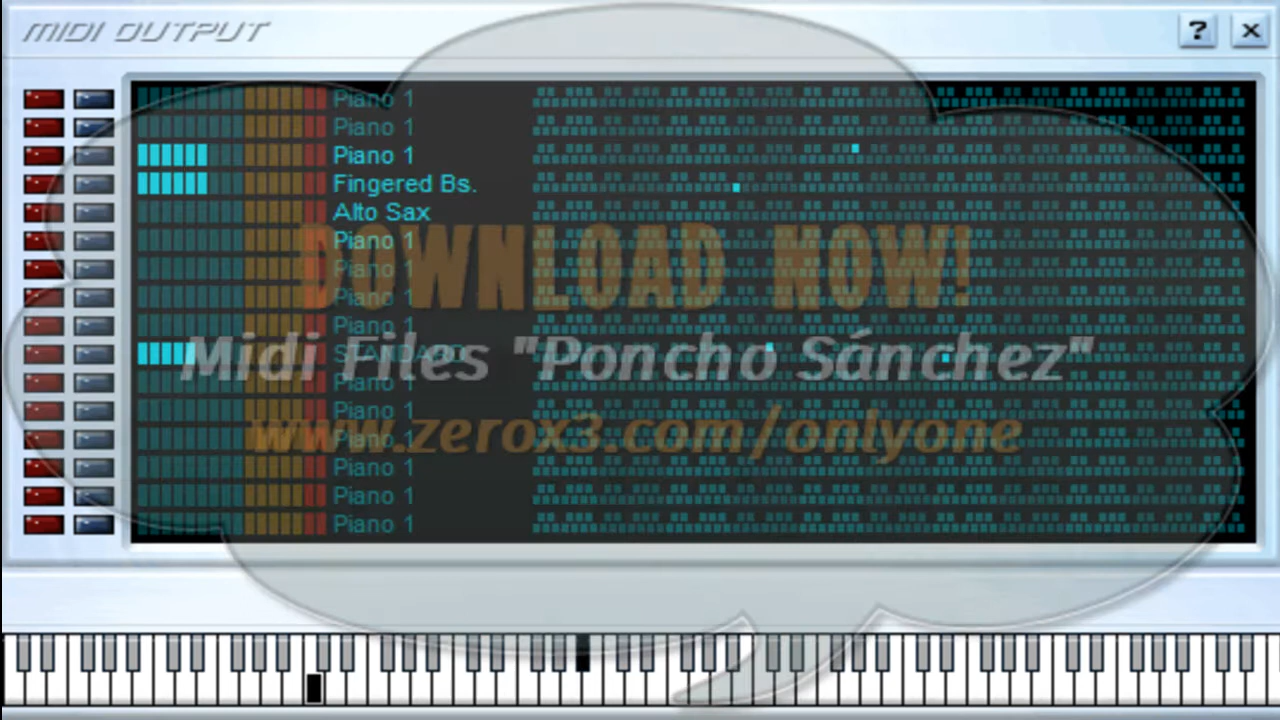 MIDI OUTPUT
? ×
Piano 1
Piano 1
Piano 1
Fingered Bs.
Alto Sax
Piano 1
Piano 1
Piano 1
Piano 1
STANDARD
Piano 1
Piano 1
Piano 1
Piano 1
Piano 1
Piano 1
DOWNLOAD NOW!
Midi Files "Poncho Sánchez"
www.zerox3.com/onlyone